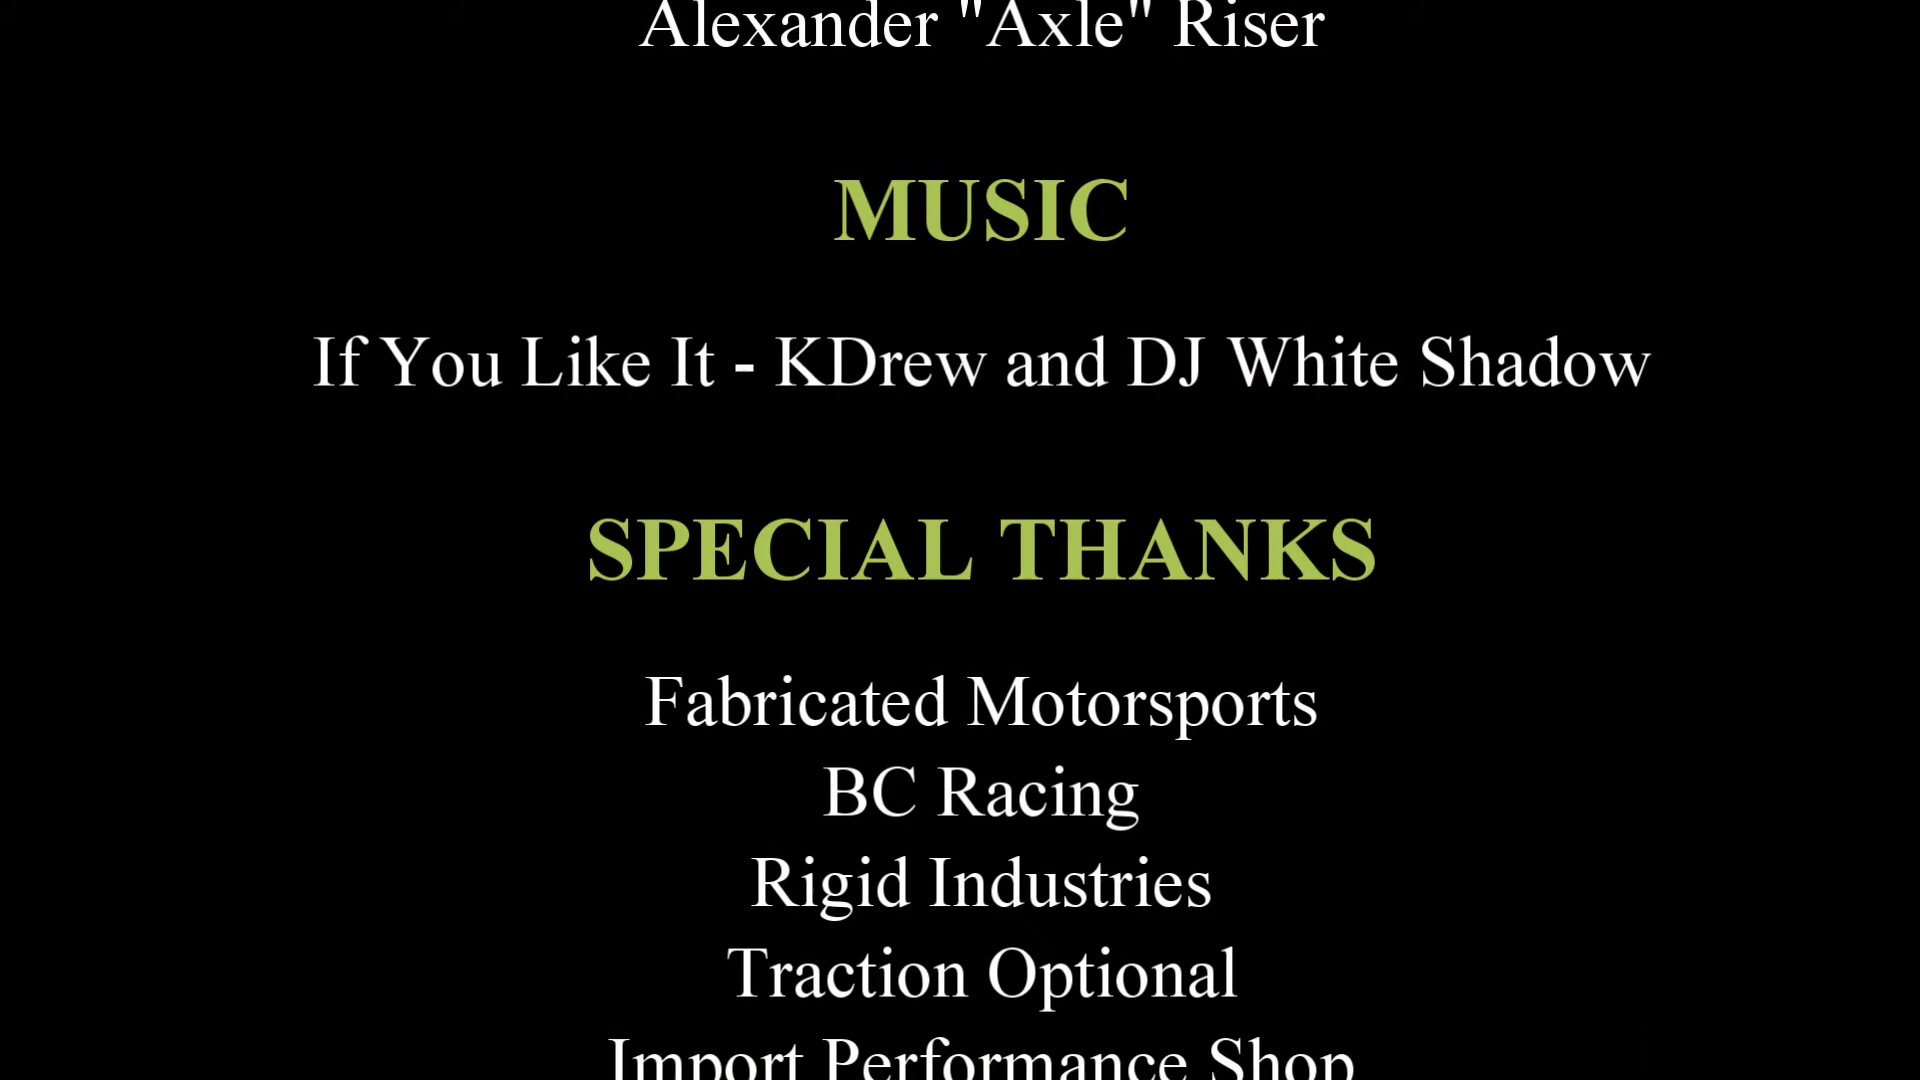 Alexander "Axle" Riser
MUSIC
If You Like It - KDrew and DJ White Shadow
SPECIAL THANKS
Fabricated Motorsports
BC Racing
Rigid Industries
Traction Optional
Import Performance Shop